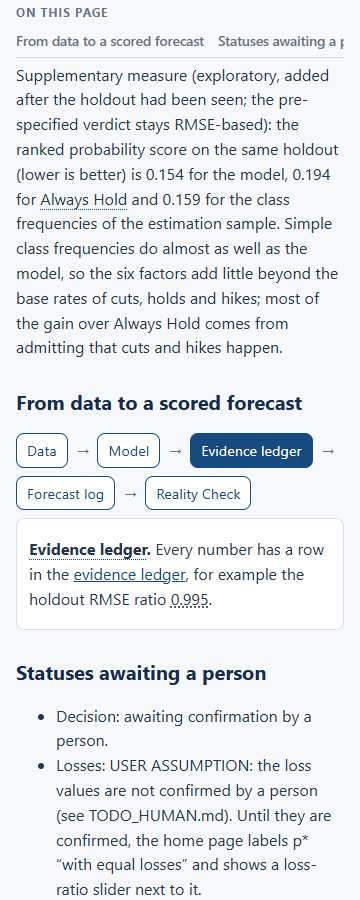 ON THIS PAGE
From data to a scored forecast Statuses awaiting a
Supplementary measure (exploratory, added
after the holdout had been seen; the pre-
specified verdict stays RMSE-based): the
ranked probability score on the same holdout
(lower is better) is 0.154 for the model, 0.194
for Always Hold and 0.159 for the class
frequencies of the estimation sample. Simple
class frequencies do almost as well as the
model, so the six factors add little beyond the
base rates of cuts, holds and hikes; most of
the gain over Always Hold comes from
admitting that cuts and hikes happen.
From data to a scored forecast
Data → Model → Evidence ledger →
Forecast log → Reality Check
Evidence ledger. Every number has a row
in the evidence ledger, for example the
holdout RMSE ratio 0.995.
Statuses awaiting a person
• Decision: awaiting confirmation by a
person.
• Losses: USER ASSUMPTION: the loss
values are not confirmed by a person
(see TODO_HUMAN.md). Until they are
confirmed, the home page labels p*
“with equal losses” and shows a loss-
ratio slider next to it.